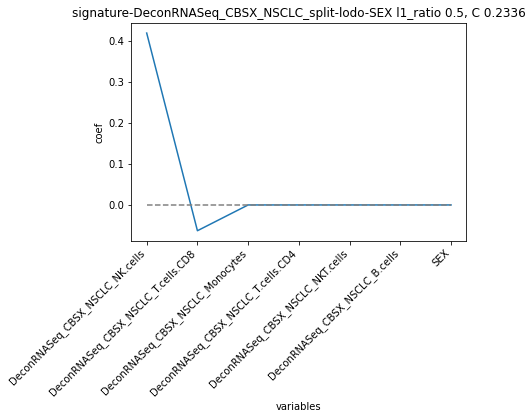 signature-DeconRNASeq_CBSX_NSCLC_split-lodo-SEX l1_ratio 0.5, C 0.2336
0.4
0.3
0.2
0.1
0.0
coef
DeconRNASeq_CBSX_NSCLC_NK.cells
DeconRNASeq_CBSX_NSCLC_T.cells.CD8
DeconRNASeq_CBSX_NSCLC_Monocytes
DeconRNASeq_CBSX_NSCLC_T.cells.CD4
DeconRNASeq_CBSX_NSCLC_NKT.cells
DeconRNASeq_CBSX_NSCLC_B.cells
SEX
variables